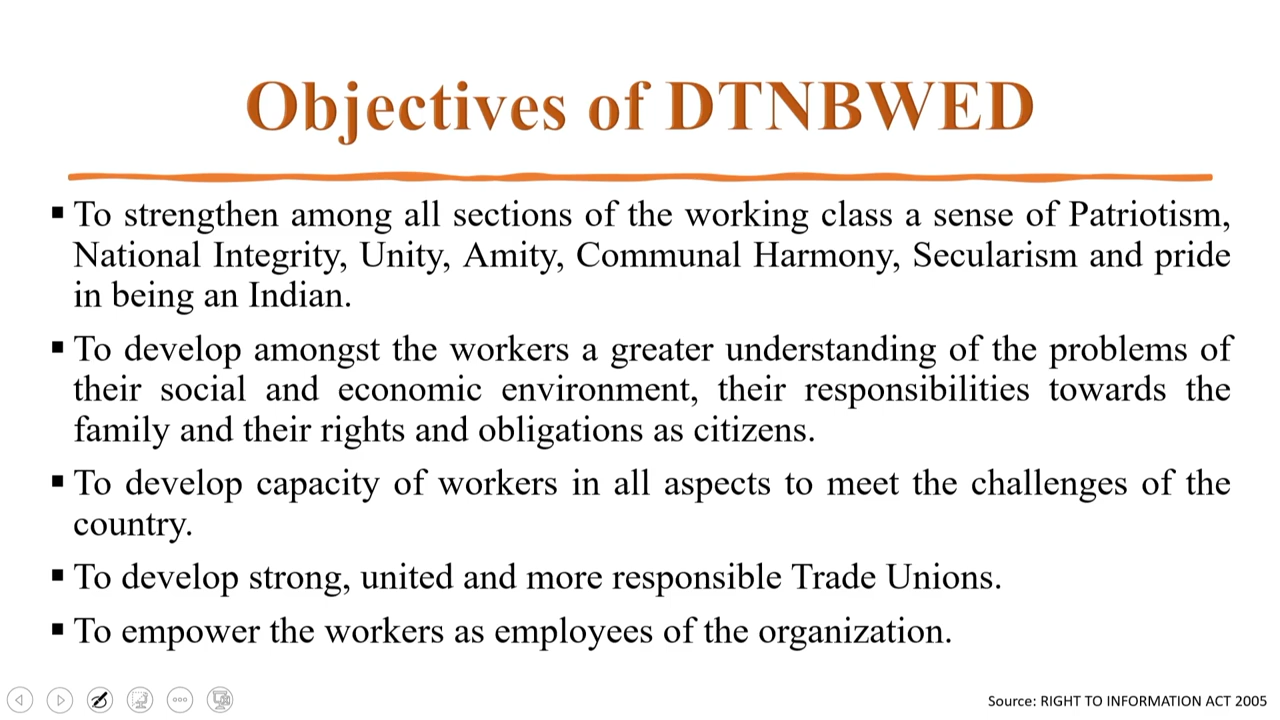 Objectives of DTNBWED
▪ To strengthen among all sections of the working class a sense of Patriotism,
National Integrity, Unity, Amity, Communal Harmony, Secularism and pride
in being an Indian.
▪ To develop amongst the workers a greater understanding of the problems of
their social and economic environment, their responsibilities towards the
family and their rights and obligations as citizens.
▪ To develop capacity of workers in all aspects to meet the challenges of the
country.
▪ To develop strong, united and more responsible Trade Unions.
▪ To empower the workers as employees of the organization.
Source: RIGHT TO INFORMATION ACT 2005